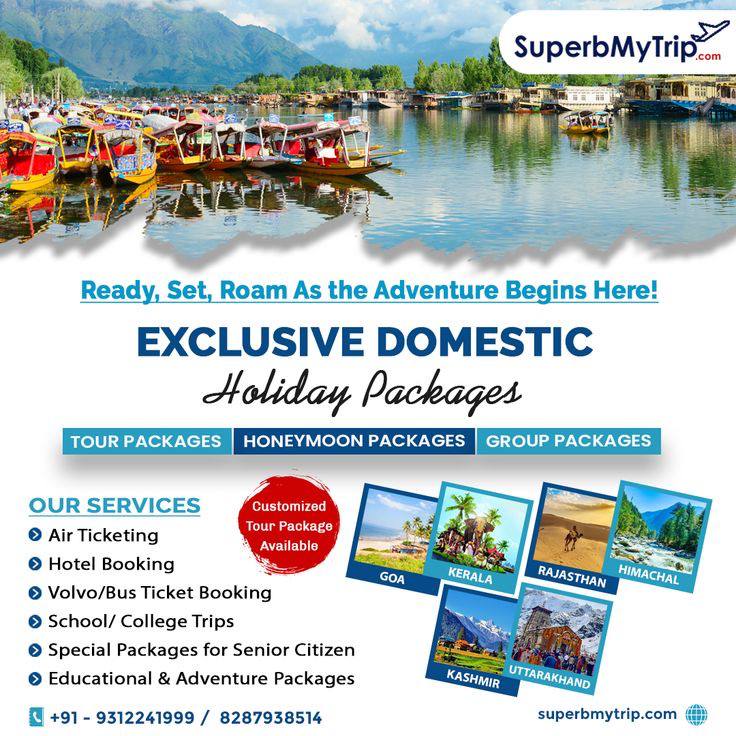 SuperbMyTrip.com
Ready, Set, Roam As the Adventure Begins Here!
EXCLUSIVE DOMESTIC
Holiday Packages
TOUR PACKAGES
HONEYMOON PACKAGES
GROUP PACKAGES
OUR SERVICES
Air Ticketing
Hotel Booking
Volvo/Bus Ticket Booking
School/ College Trips
Special Packages for Senior Citizen
Educational & Adventure Packages
Customized
Tour Package
Available
GOA
KERALA
RAJASTHAN
HIMACHAL
KASHMIR
UTTARAKHAND
+91 - 9312241999 / 8287938514
superbmytrip.com